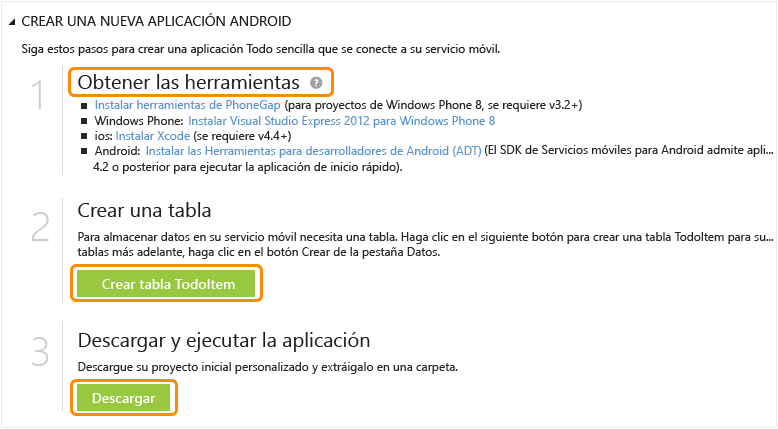 CREAR UNA NUEVA APLICACIÓN ANDROID
Siga estos pasos para crear una aplicación Todo sencilla que se conecte a su servicio móvil.
1
Obtener las herramientas ?
Instalar herramientas de PhoneGap (para proyectos de Windows Phone 8, se requiere v3.2+)
Windows Phone: Instalar Visual Studio Express 2012 para Windows Phone 8
ios: Instalar Xcode (se requiere v4.4+)
Android: Instalar las Herramientas para desarrolladores de Android (ADT) (El SDK de Servicios móviles para Android admite apli...
4.2 o posterior para ejecutar la aplicación de inicio rápido).
2
Crear una tabla
Para almacenar datos en su servicio móvil necesita una tabla. Haga clic en el siguiente botón para crear una tabla TodoItem para su...
tablas más adelante, haga clic en el botón Crear de la pestaña Datos.
Crear tabla TodoItem
3
Descargar y ejecutar la aplicación
Descargue su proyecto inicial personalizado y extráigalo en una carpeta.
Descargar